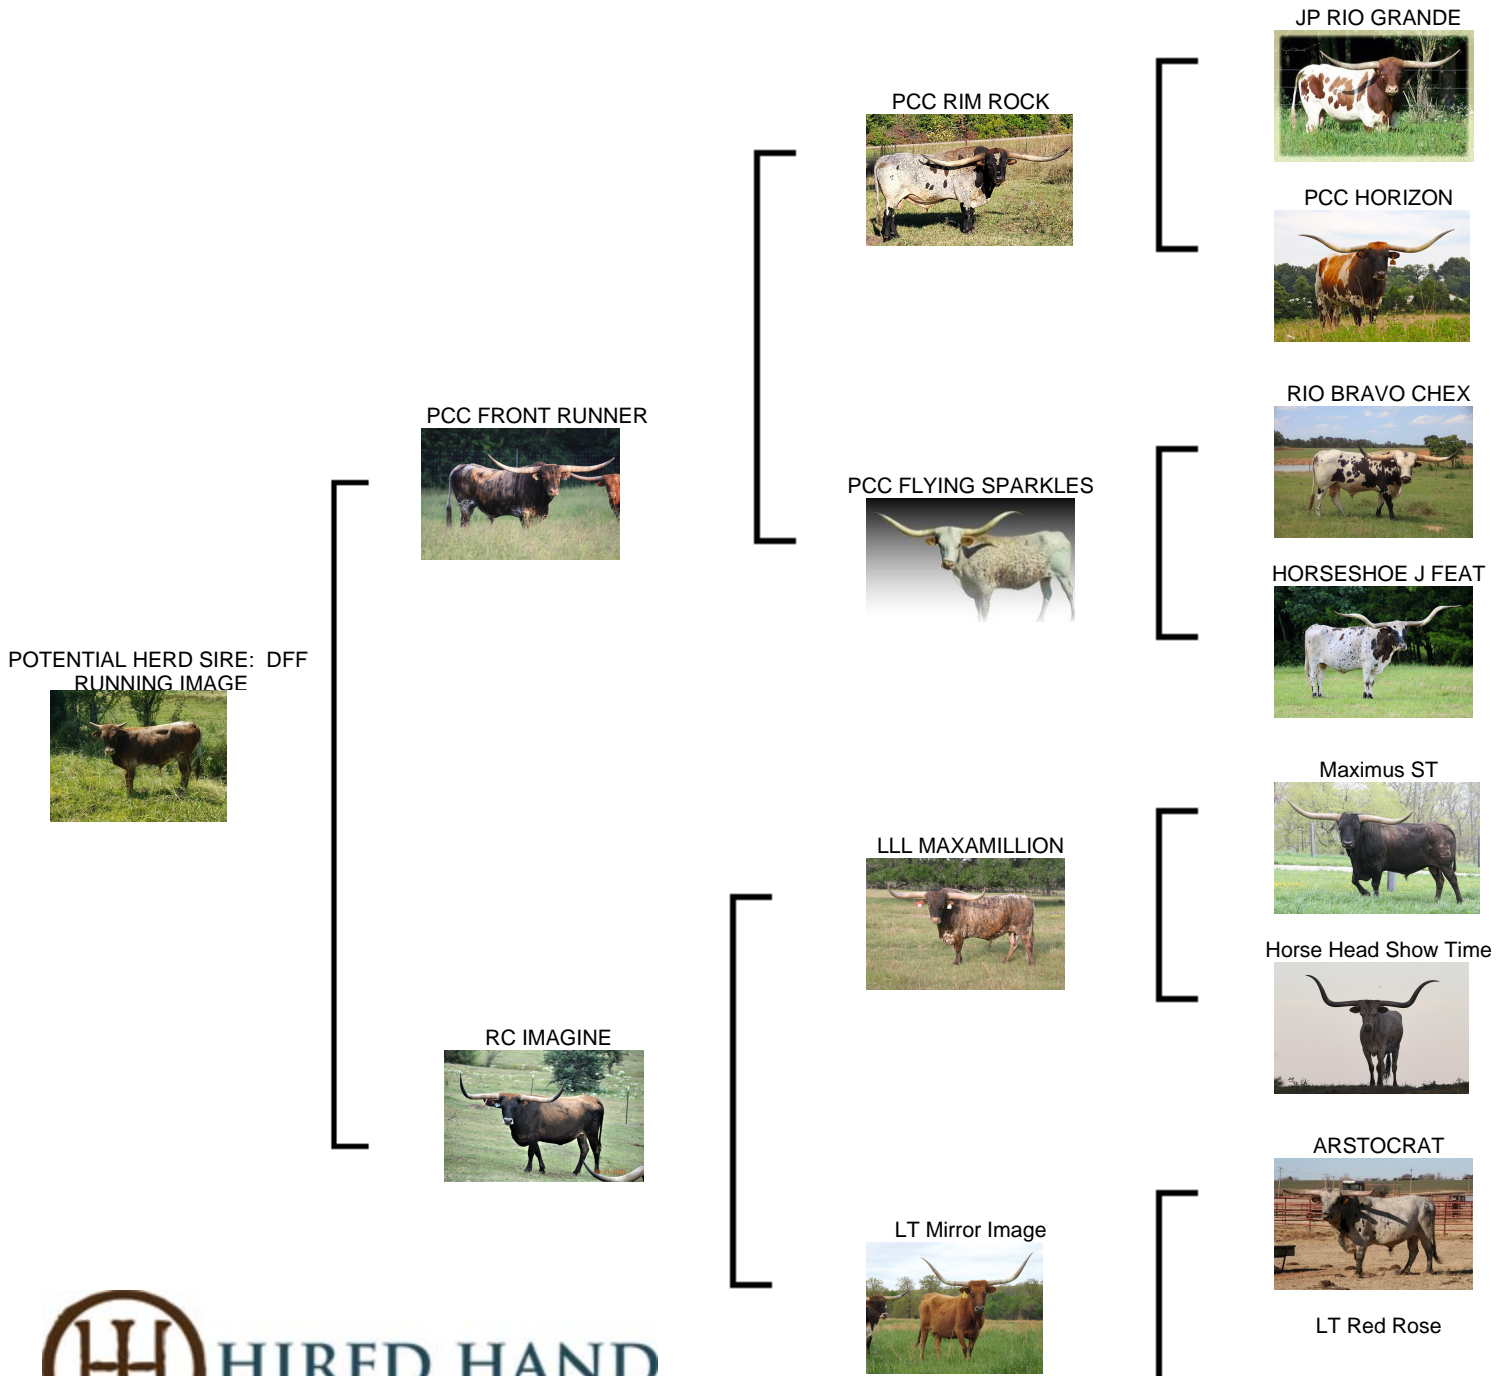 JP RIO GRANDE
PCC RIM ROCK
PCC HORIZON
RIO BRAVO CHEX
PCC FRONT RUNNER
PCC FLYING SPARKLES
HORSESHOE J FEAT
POTENTIAL HERD SIRE: DFF
RUNNING IMAGE
Maximus ST
LLL MAXAMILLION
Horse Head Show Time
RC IMAGINE
ARSTOCRAT
LT Mirror Image
LT Red Rose
HIRED HAND